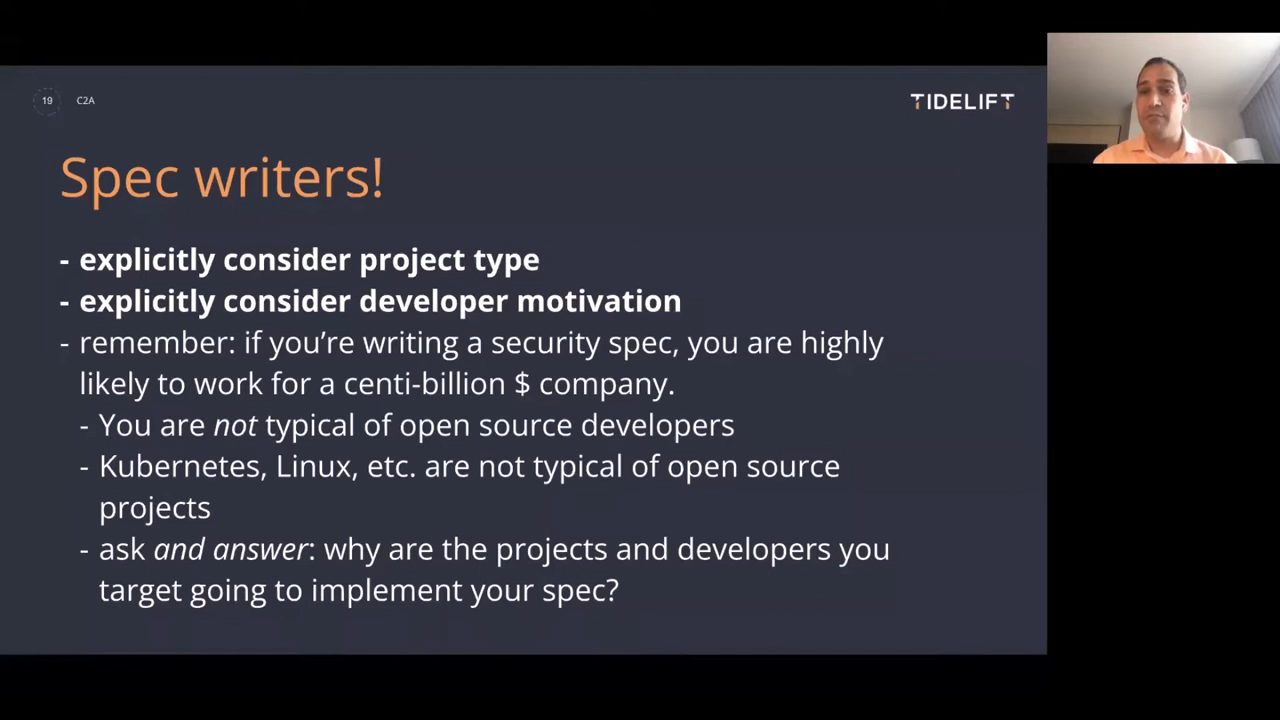 19 C2A
TIDELIFT
Spec writers!
- explicitly consider project type
- explicitly consider developer motivation
- remember: if you’re writing a security spec, you are highly
likely to work for a centi-billion $ company.
- You are not typical of open source developers
- Kubernetes, Linux, etc. are not typical of open source
projects
- ask and answer: why are the projects and developers you
target going to implement your spec?